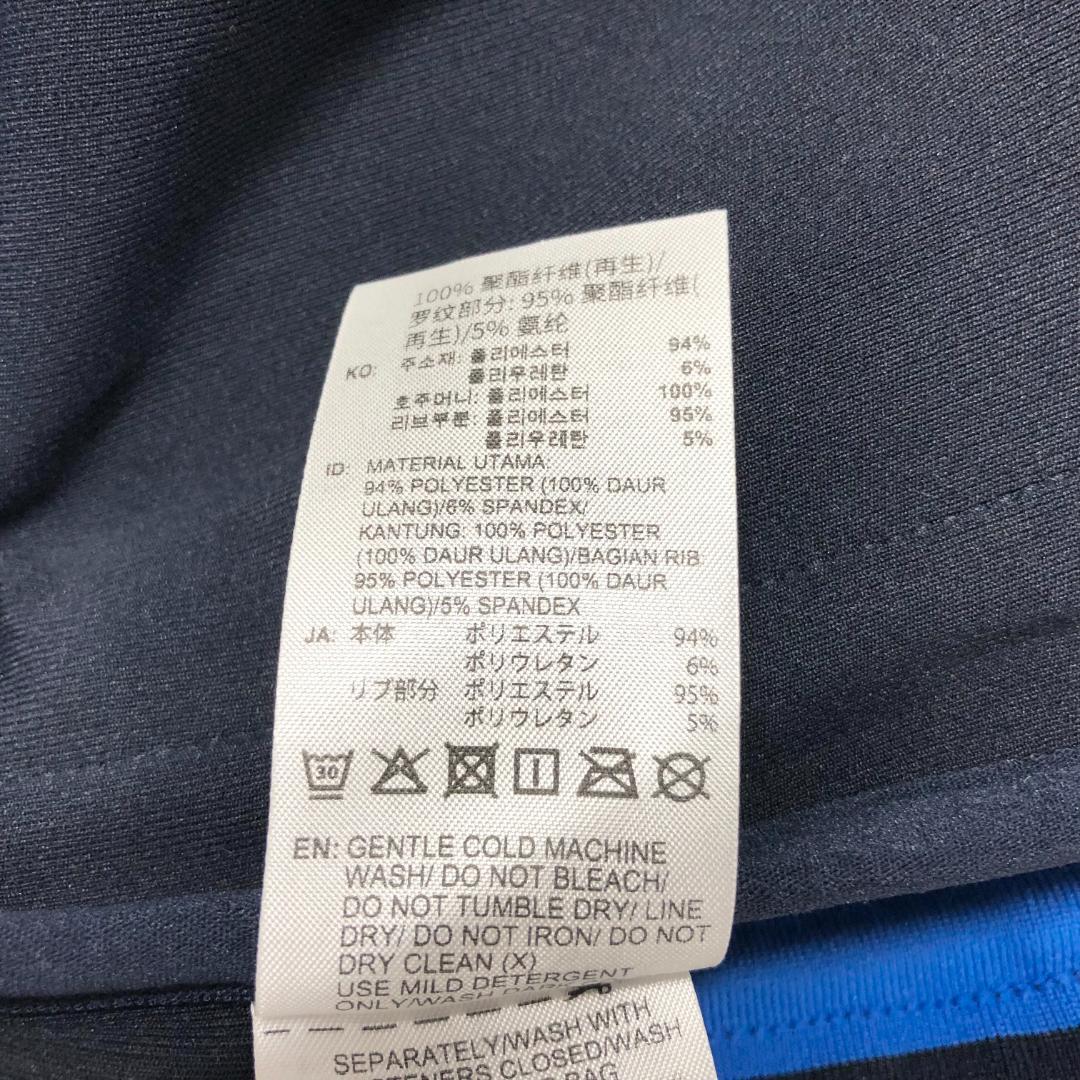 100% 聚酯纤维(再生)/
罗纹部分: 95% 聚酯纤维(
再生)/5% 氨纶
KO: 주소재: 폴리에스터 94%
폴리우레탄 6%
호주머니: 폴리에스터 100%
리브부분: 폴리에스터 95%
폴리우레탄 5%
ID: MATERIAL UTAMA:
94% POLYESTER (100% DAUR
ULANG)/6% SPANDEX/
KANTUNG: 100% POLYESTER
(100% DAUR ULANG)/BAGIAN RIB:
95% POLYESTER (100% DAUR
ULANG)/5% SPANDEX
JA: 本体 ポリエステル 94%
ポリウレタン 6%
リブ部分 ポリエステル 95%
ポリウレタン 5%
30
EN: GENTLE COLD MACHINE
WASH/ DO NOT BLEACH/
DO NOT TUMBLE DRY/ LINE
DRY/ DO NOT IRON/ DO NOT
DRY CLEAN (X)
USE MILD DETERGENT
ONLY/WASH
SEPARATELY/WASH WITH
CLOSED/WASH
BAG